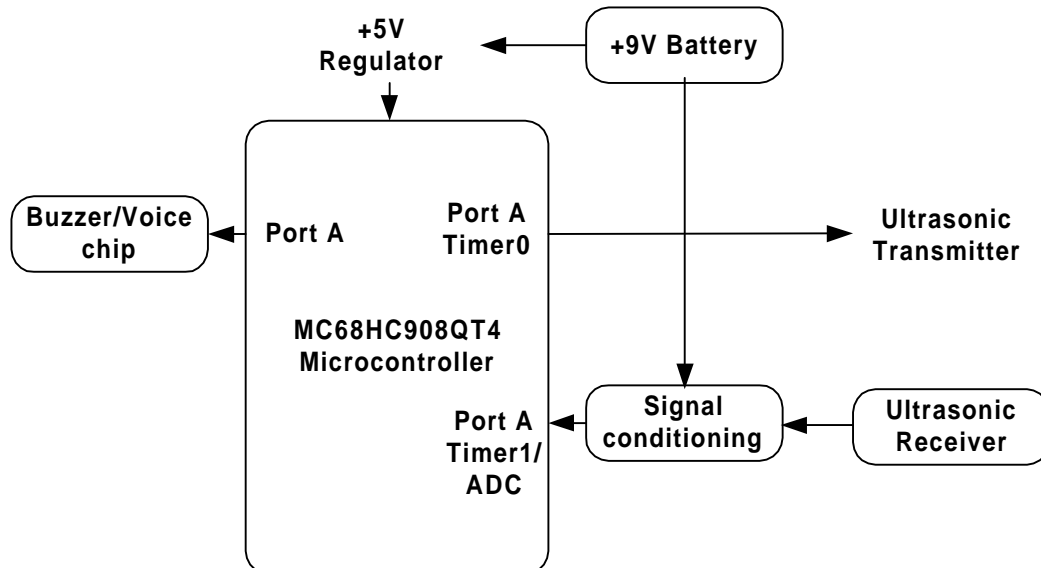 +5V
Regulator
+9V Battery
Buzzer/Voice
chip
Port A
Port A
Timer0
Ultrasonic
Transmitter
MC68HC908QT4
Microcontroller
Port A
Timer1/
ADC
Signal
conditioning
Ultrasonic
Receiver